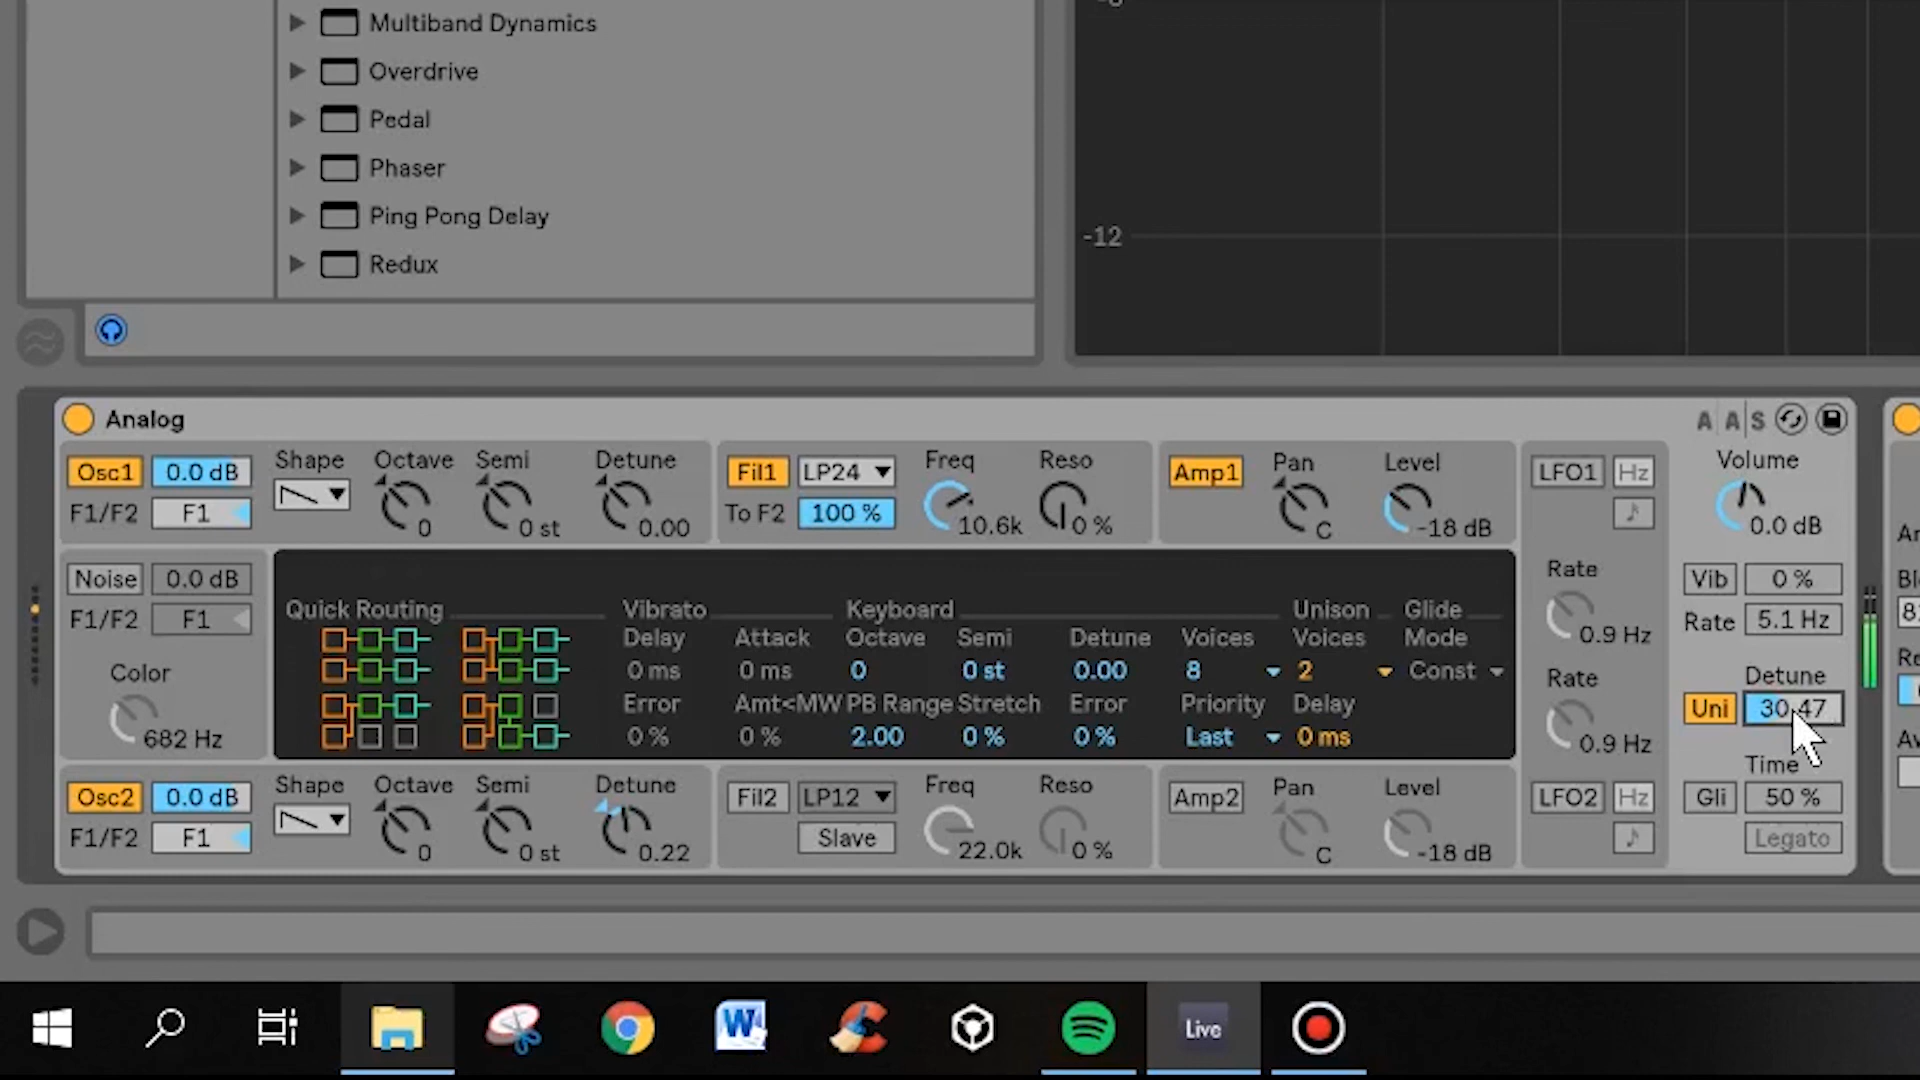 Multiband Dynamics
Overdrive
Pedal
Phaser
Ping Pong Delay
Redux
-12
Analog
A A S
Osc1 0.0 dB Shape Octave Semi Detune Fil1 LP24 Freq Reso Amp1 Pan Level LFO1 Hz Volume
F1/F2 F1 0 0 st 0.00 To F2 100 % 10.6k 0 % C -18 dB 0.0 dB
Noise 0.0 dB
F1/F2 F1
Color
682 Hz
Quick Routing Vibrato Keyboard Unison Glide
Delay Attack Octave Semi Detune Voices Voices Mode
0 ms 0 ms 0 0 st 0.00 8 2 Const
Error Amt<MW PB Range Stretch Error Priority Delay
0 % 0 % 2.00 0 % 0 % Last 0 ms
Rate
0.9 Hz
Rate
0.9 Hz
Vib 0 %
Rate 5.1 Hz
Detune
Uni 30.47
Time
Gli 50 %
Legato
Osc2 0.0 dB Shape Octave Semi Detune Fil2 LP12 Freq Reso Amp2 Pan Level LFO2 Hz
F1/F2 F1 0 0 st 0.22 Slave 22.0k 0 % C -18 dB
W
Live